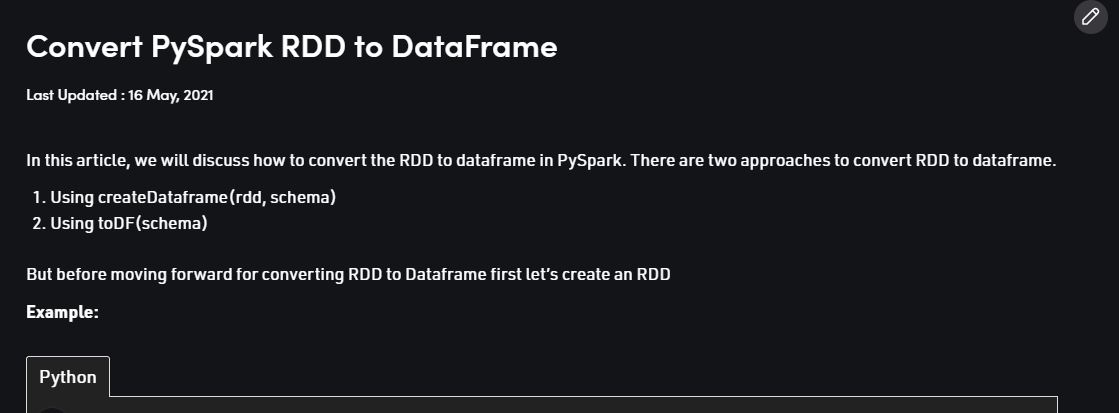 Convert PySpark RDD to DataFrame
Last Updated : 16 May, 2021
In this article, we will discuss how to convert the RDD to dataframe in PySpark. There are two approaches to convert RDD to dataframe.
1. Using createDataframe(rdd, schema)
2. Using toDF(schema)
But before moving forward for converting RDD to Dataframe first let’s create an RDD
Example:
Python